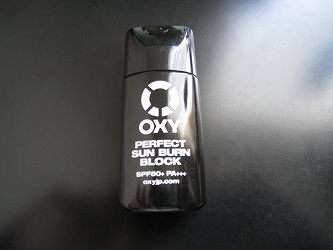 OXY
PERFECT
SUN BURN
BLOCK
SPF50+ PA+++
oxyjp.com